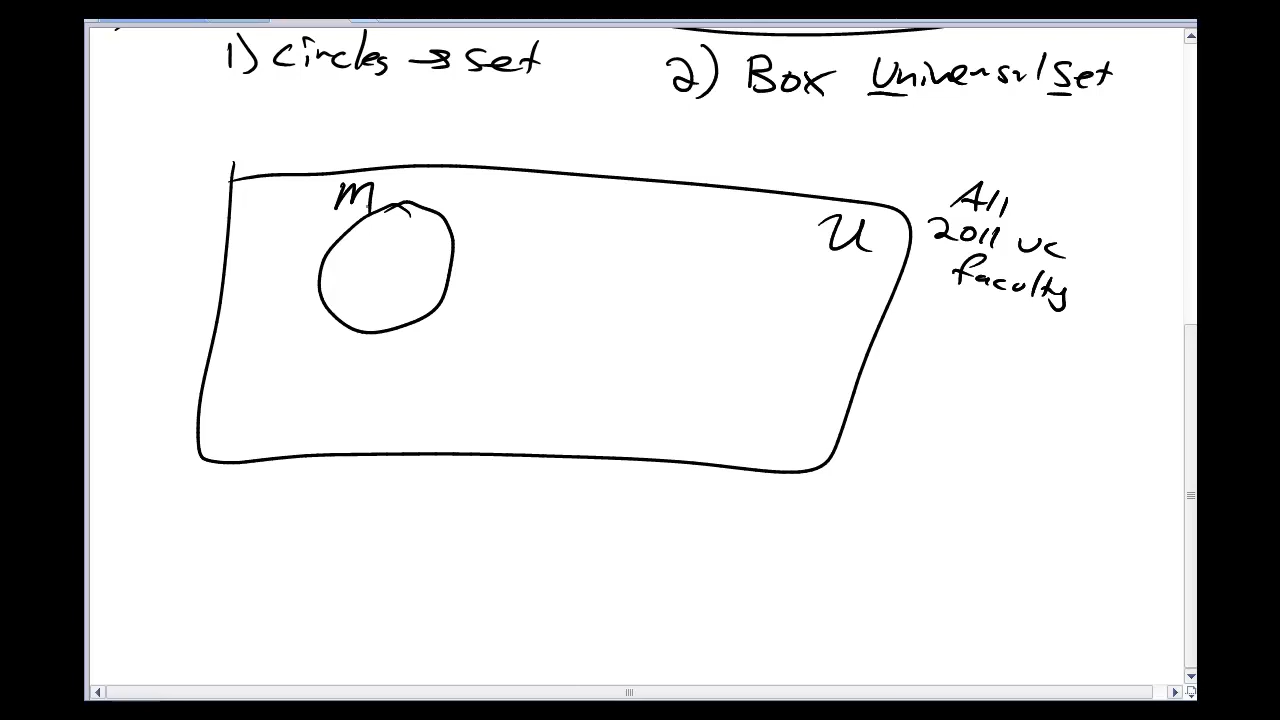 1) Circles → Set
2) Box Universal Set
M
U
All
2011 UC
faculty